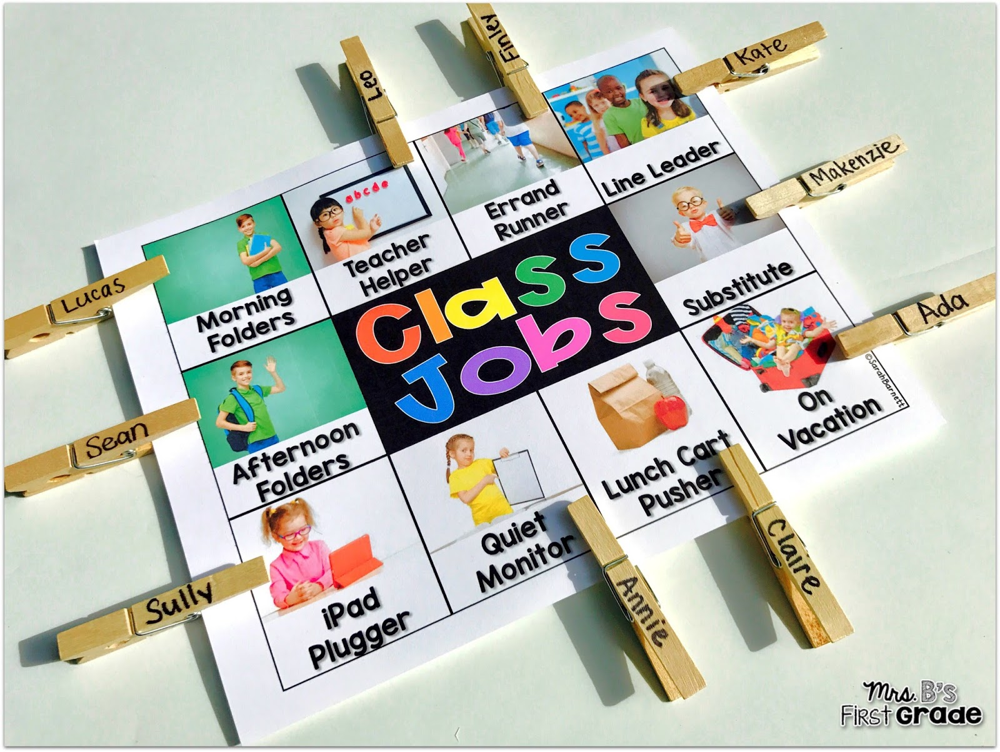 Finley
Leo
Kate
Line Leader
Makenzie
Errand
Runner
abcde
Teacher
Helper
Lucas
Morning
Folders
Class
Jobs
Substitute
Ada
On
Vacation
©SarahBarnett
Sean
Afternoon
Folders
Lunch Cart
Pusher
Claire
Quiet
Monitor
Annie
Sully
iPad
Plugger
Mrs. B's
First Grade